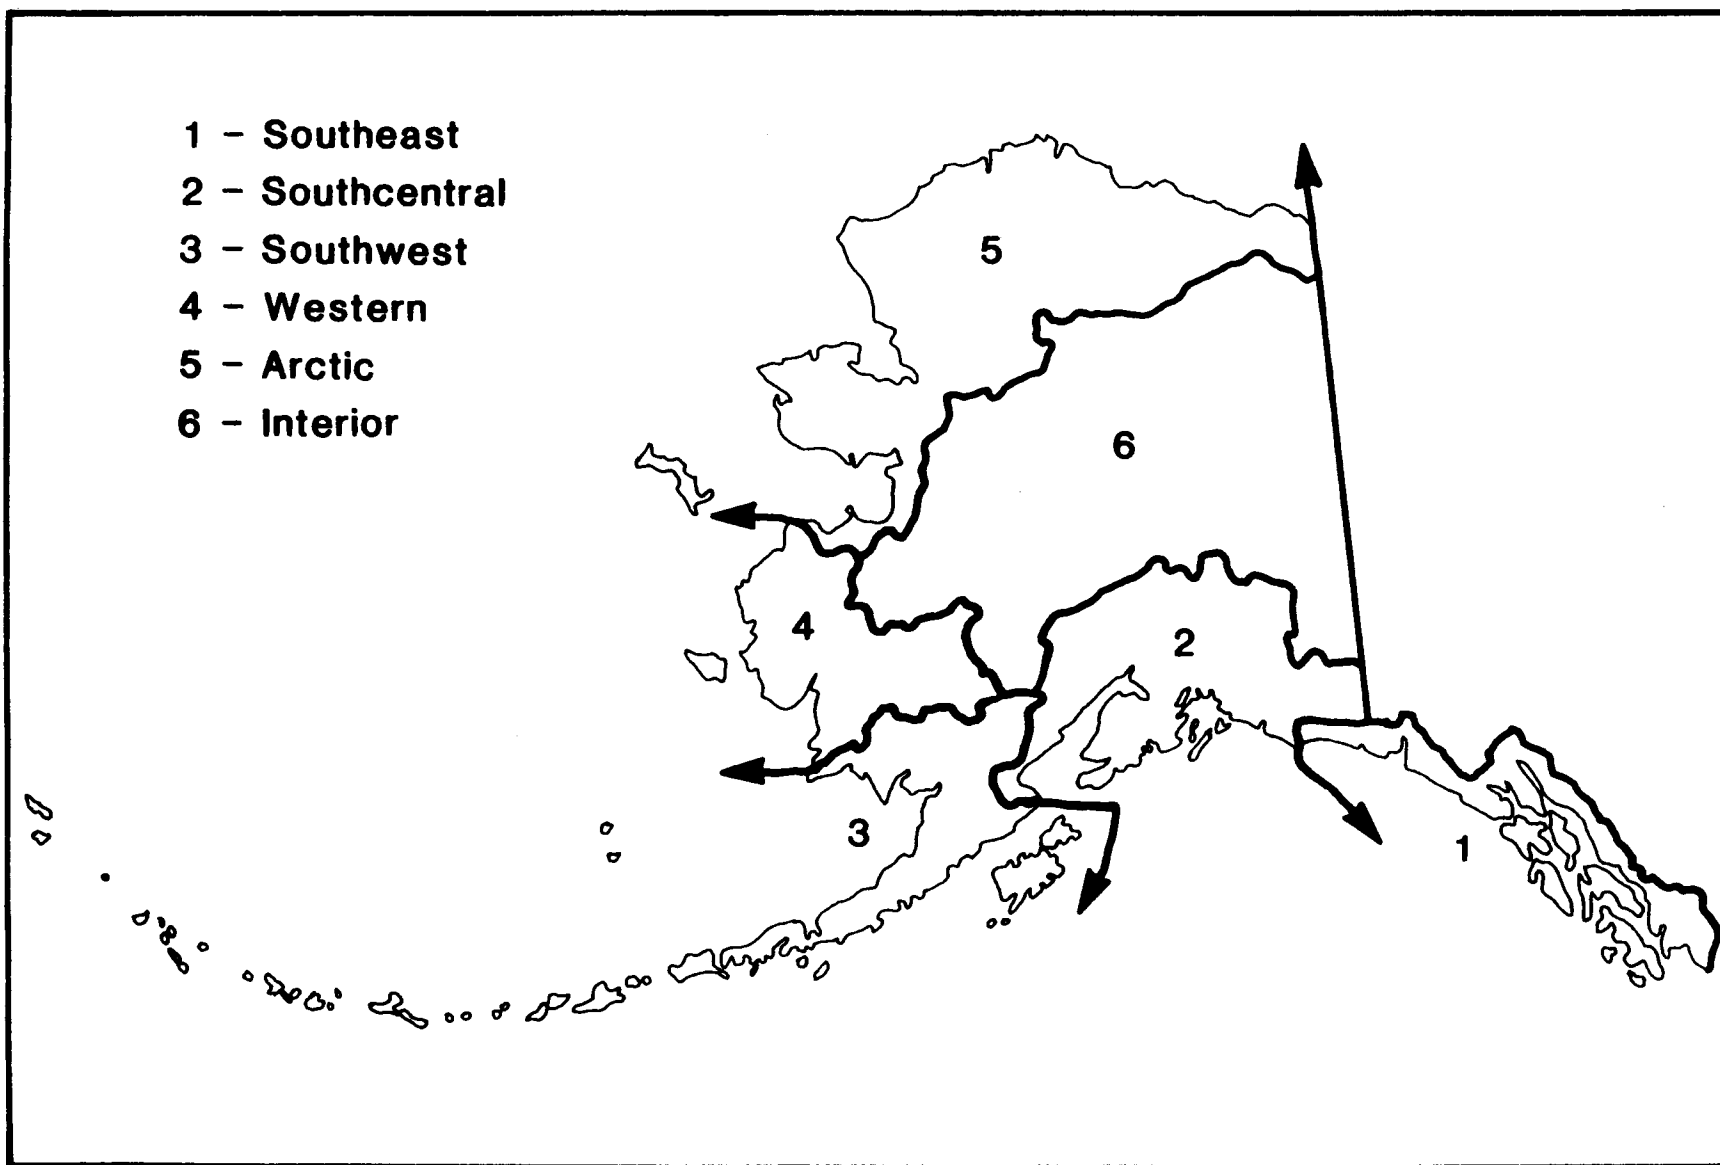 1 - Southeast
2 - Southcentral
3 - Southwest
4 - Western
5 - Arctic
6 - Interior
5
6
4
2
3
1